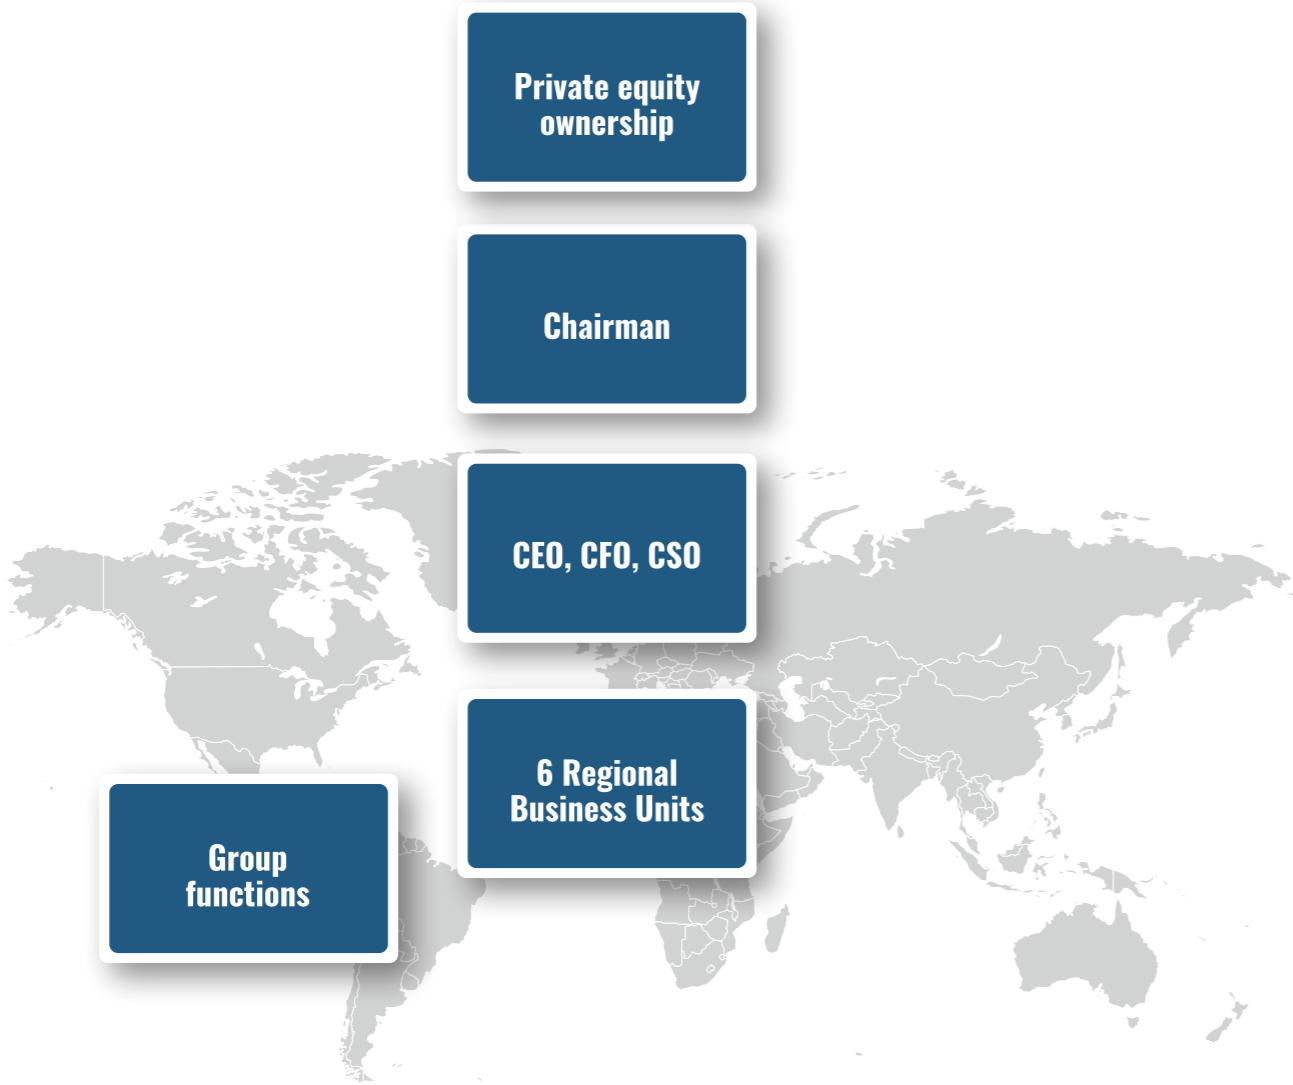 Private equity
ownership
Chairman
CEO, CFO, CSO
6 Regional
Business Units
Group
functions